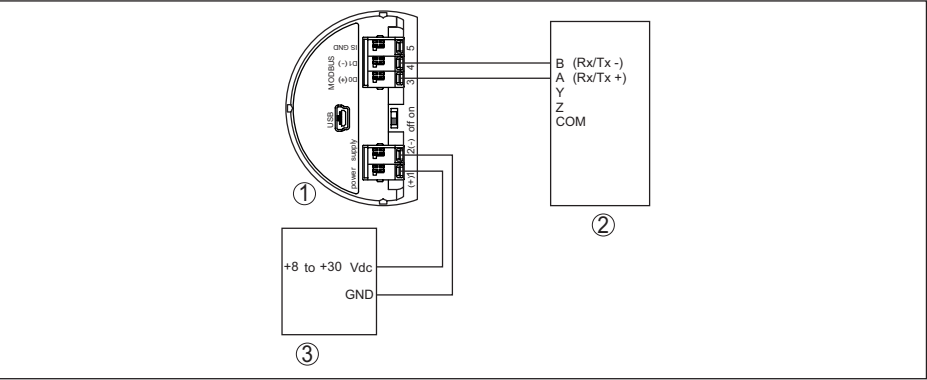 IS GND
5
D1 (-)
4
MODBUS
D0 (+)
3
USB
off on
power supply
2(-)
(+)1
1
B (Rx/Tx -)
A (Rx/Tx +)
Y
Z
COM
2
+8 to +30 Vdc
GND
3